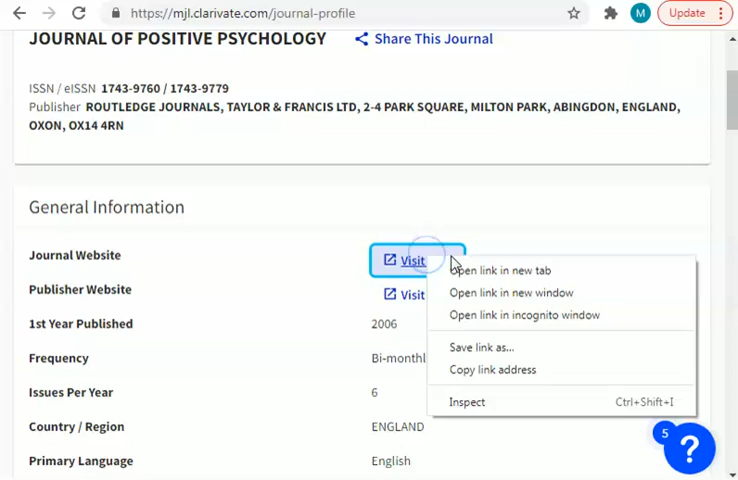 https://mjl.clarivate.com/journal-profile
M
Update
JOURNAL OF POSITIVE PSYCHOLOGY
Share This Journal
ISSN / eISSN 1743-9760 / 1743-9779
Publisher ROUTLEDGE JOURNALS, TAYLOR & FRANCIS LTD, 2-4 PARK SQUARE, MILTON PARK, ABINGDON, ENGLAND,
OXON, OX14 4RN
General Information
Journal Website
Visit
Open link in new tab
Publisher Website
Visit
Open link in new window
Open link in incognito window
1st Year Published
2006
Save link as...
Frequency
Bi-monthl
Copy link address
Issues Per Year
6
Inspect
Ctrl+Shift+I
Country / Region
ENGLAND
5
?
Primary Language
English